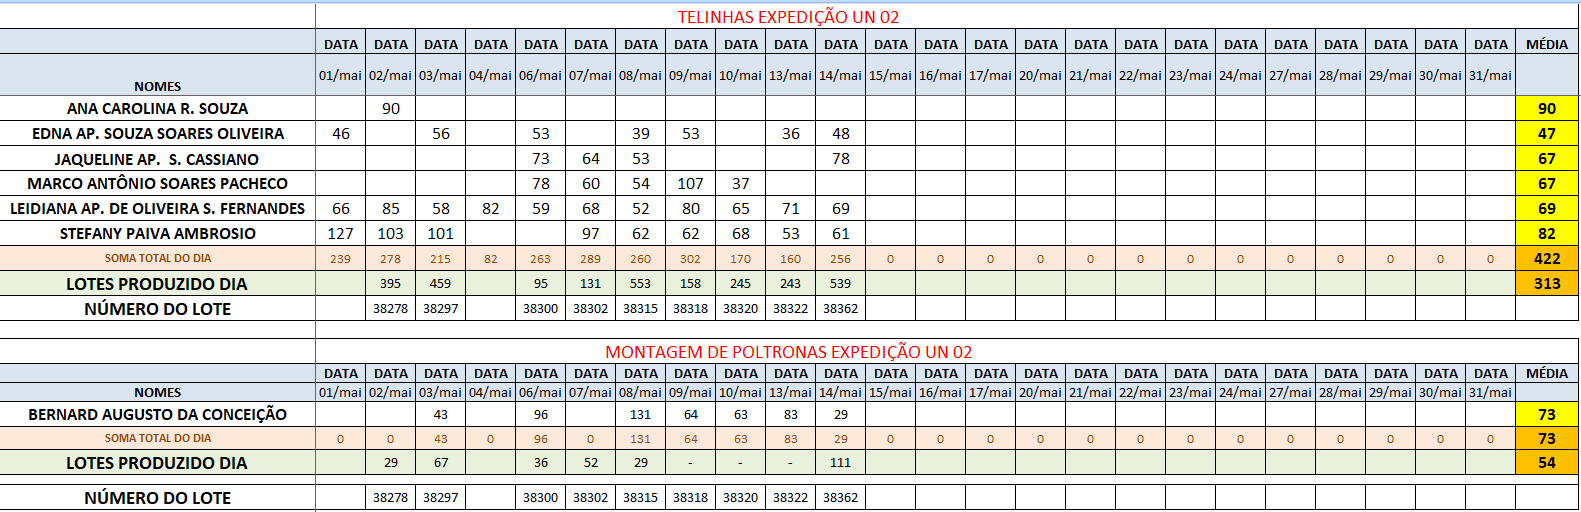 TELINHAS EXPEDIÇÃO UN 02
DATA DATA DATA DATA DATA DATA DATA DATA DATA DATA DATA DATA DATA DATA DATA DATA DATA DATA DATA DATA DATA DATA DATA DATA MÉDIA
NOMES 01/mai 02/mai 03/mai 04/mai 06/mai 07/mai 08/mai 09/mai 10/mai 13/mai 14/mai 15/mai 16/mai 17/mai 20/mai 21/mai 22/mai 23/mai 24/mai 27/mai 28/mai 29/mai 30/mai 31/mai
ANA CAROLINA R. SOUZA 90 90
EDNA AP. SOUZA SOARES OLIVEIRA 46 56 53 39 53 36 48 47
JAQUELINE AP. S. CASSIANO 73 64 53 78 67
MARCO ANTÔNIO SOARES PACHECO 78 60 54 107 37 67
LEIDIANA AP. DE OLIVEIRA S. FERNANDES 66 85 58 82 59 68 52 80 65 71 69 69
STEFANY PAIVA AMBROSIO 127 103 101 97 62 62 68 53 61 82
SOMA TOTAL DO DIA 239 278 215 82 263 289 260 302 170 160 256 0 0 0 0 0 0 0 0 0 0 0 0 0 422
LOTES PRODUZIDO DIA 395 459 95 131 553 158 245 243 539 313
NÚMERO DO LOTE 38278 38297 38300 38302 38315 38318 38320 38322 38362
MONTAGEM DE POLTRONAS EXPEDIÇÃO UN 02
DATA DATA DATA DATA DATA DATA DATA DATA DATA DATA DATA DATA DATA DATA DATA DATA DATA DATA DATA DATA DATA DATA DATA DATA MÉDIA
NOMES 01/mai 02/mai 03/mai 04/mai 06/mai 07/mai 08/mai 09/mai 10/mai 13/mai 14/mai 15/mai 16/mai 17/mai 20/mai 21/mai 22/mai 23/mai 24/mai 27/mai 28/mai 29/mai 30/mai 31/mai
BERNARD AUGUSTO DA CONCEIÇÃO 43 96 131 64 63 83 29 73
SOMA TOTAL DO DIA 0 0 43 0 96 0 131 64 63 83 29 0 0 0 0 0 0 0 0 0 0 0 0 0 73
LOTES PRODUZIDO DIA 29 67 36 52 29 - - - 111 54
NÚMERO DO LOTE 38278 38297 38300 38302 38315 38318 38320 38322 38362